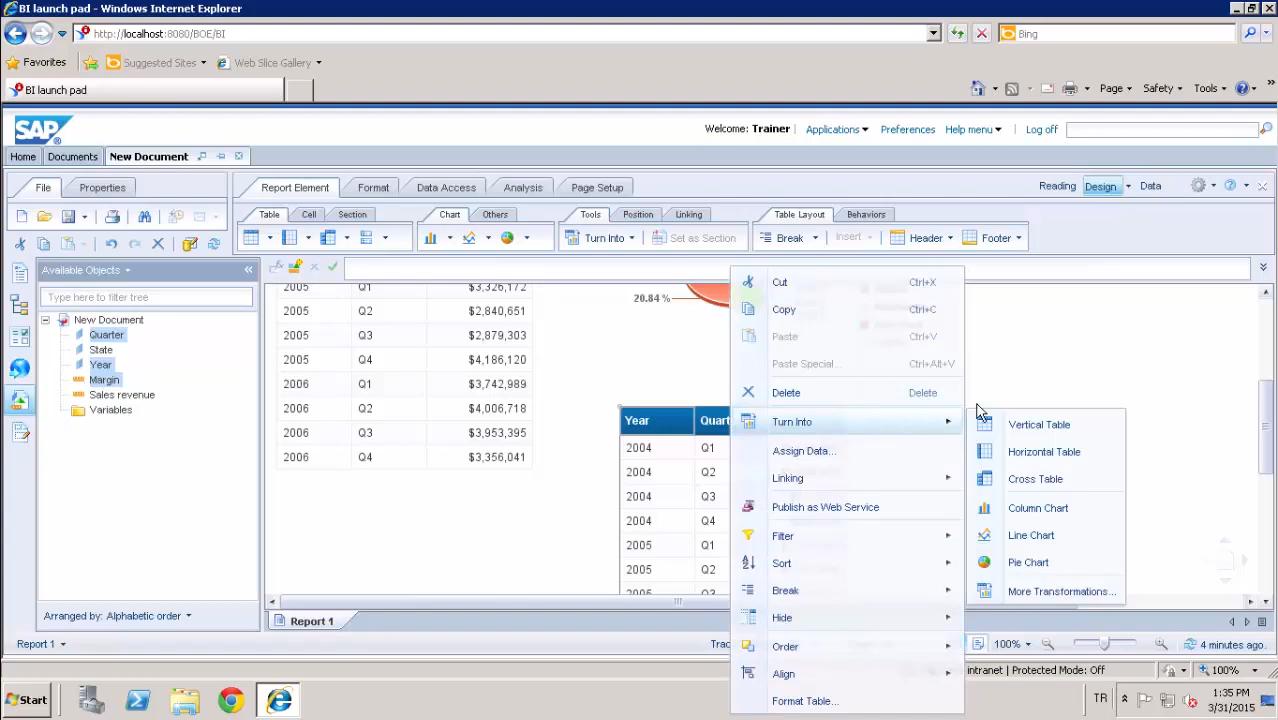 BI launch pad - Windows Internet Explorer
http://localhost:8080/BOE/BI
Bing
Favorites
Suggested Sites
Web Slice Gallery
BI launch pad
Page
Safety
Tools
SAP
Welcome: Trainer
Applications
Preferences
Help menu
Log off
Home
Documents
New Document
File
Properties
Report Element
Format
Data Access
Analysis
Page Setup
Reading
Design
Data
Table
Cell
Section
Chart
Others
Tools
Position
Linking
Table Layout
Behaviors
Turn Into
Set as Section
Break
Insert
Header
Footer
Available Objects
Type here to filter tree
New Document
Quarter
State
Year
Margin
Sales revenue
Variables
Arranged by: Alphabetic order
2005 Q1 $3,326,172
2005 Q2 $2,840,651
2005 Q3 $2,879,303
2005 Q4 $4,186,120
2006 Q1 $3,742,989
2006 Q2 $4,006,718
2006 Q3 $3,953,395
2006 Q4 $3,356,041
20.84 %
Year Quart
2004 Q1
2004 Q2
2004 Q3
2004 Q4
2005 Q1
2005 Q2
2005 Q3
Cut Ctrl+X
Copy Ctrl+C
Paste Ctrl+V
Paste Special... Ctrl+Alt+V
Delete Delete
Turn Into
Assign Data...
Linking
Publish as Web Service
Filter
Sort
Break
Hide
Order
Align
Format Table...
Vertical Table
Horizontal Table
Cross Table
Column Chart
Line Chart
Pie Chart
More Transformations...
Report 1
Report 1
Trac
100%
4 minutes ago.
intranet | Protected Mode: Off
100%
Start
TR
1:35 PM
3/31/2015